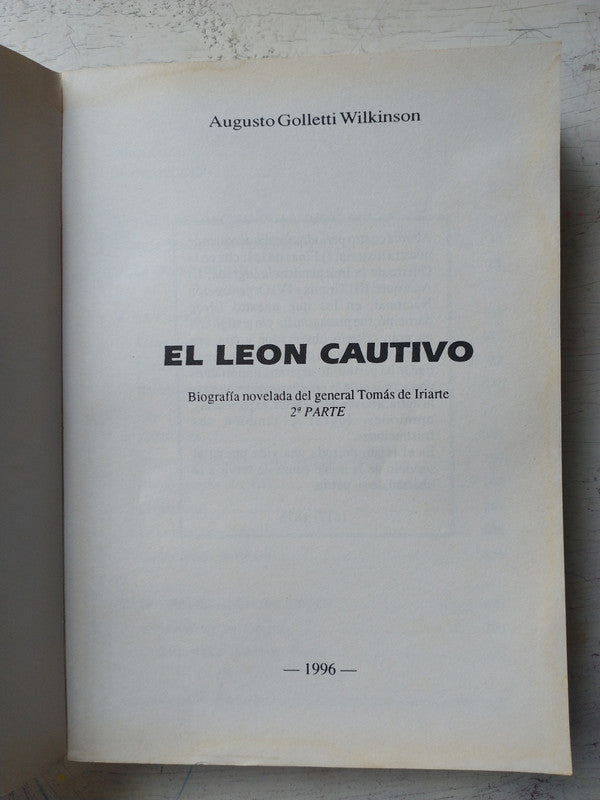 Augusto Golletti Wilkinson
EL LEON CAUTIVO
Biografía novelada del general Tomás de Iriarte
2ª PARTE
— 1996 —